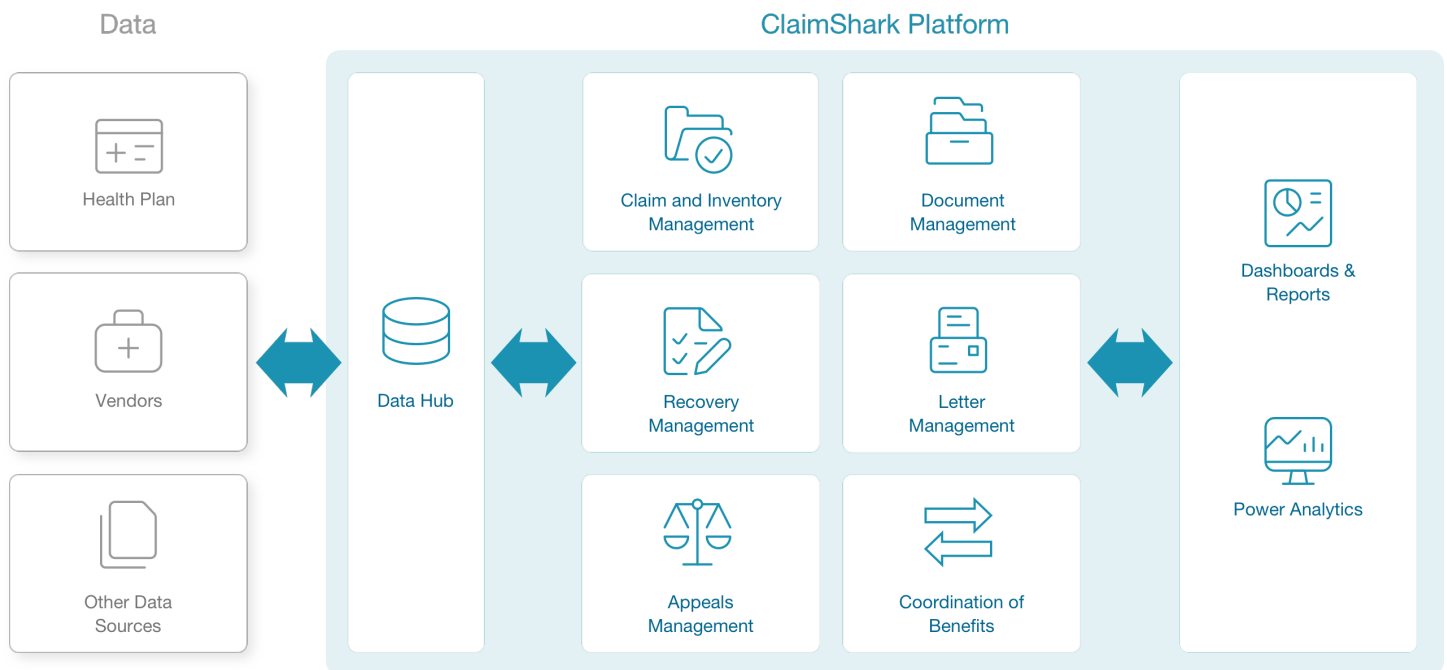 Data
ClaimShark Platform
Health Plan
Vendors
Other Data
Sources
Data Hub
Claim and Inventory
Management
Document
Management
Recovery
Management
Letter
Management
Appeals
Management
Coordination of
Benefits
Dashboards &
Reports
Power Analytics